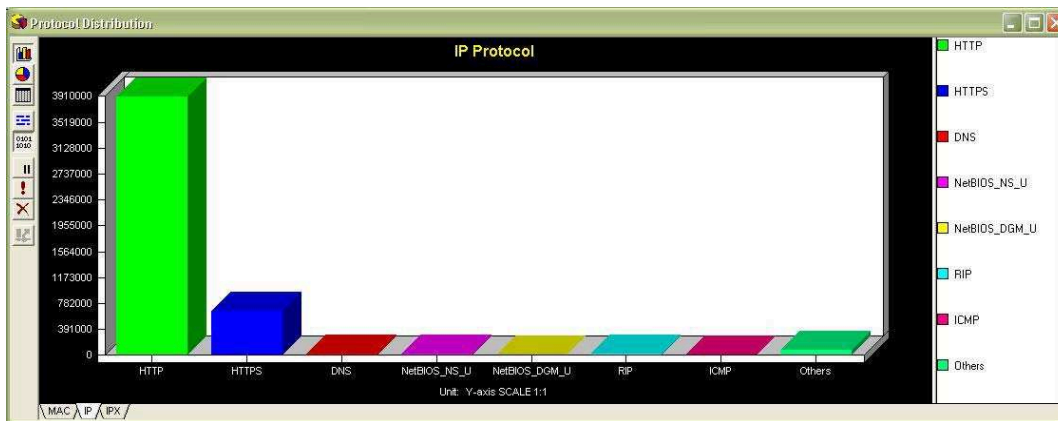 Protocol Distribution
IP Protocol
3910000
3519000
3128000
2737000
2346000
1955000
1564000
1173000
782000
391000
0
HTTP HTTPS DNS NetBIOS_NS_U NetBIOS_DGM_U RIP ICMP Others
Unit: Y-axis SCALE 1:1
HTTP
HTTPS
DNS
NetBIOS_NS_U
NetBIOS_DGM_U
RIP
ICMP
Others
0101
1010
MAC IP IPX